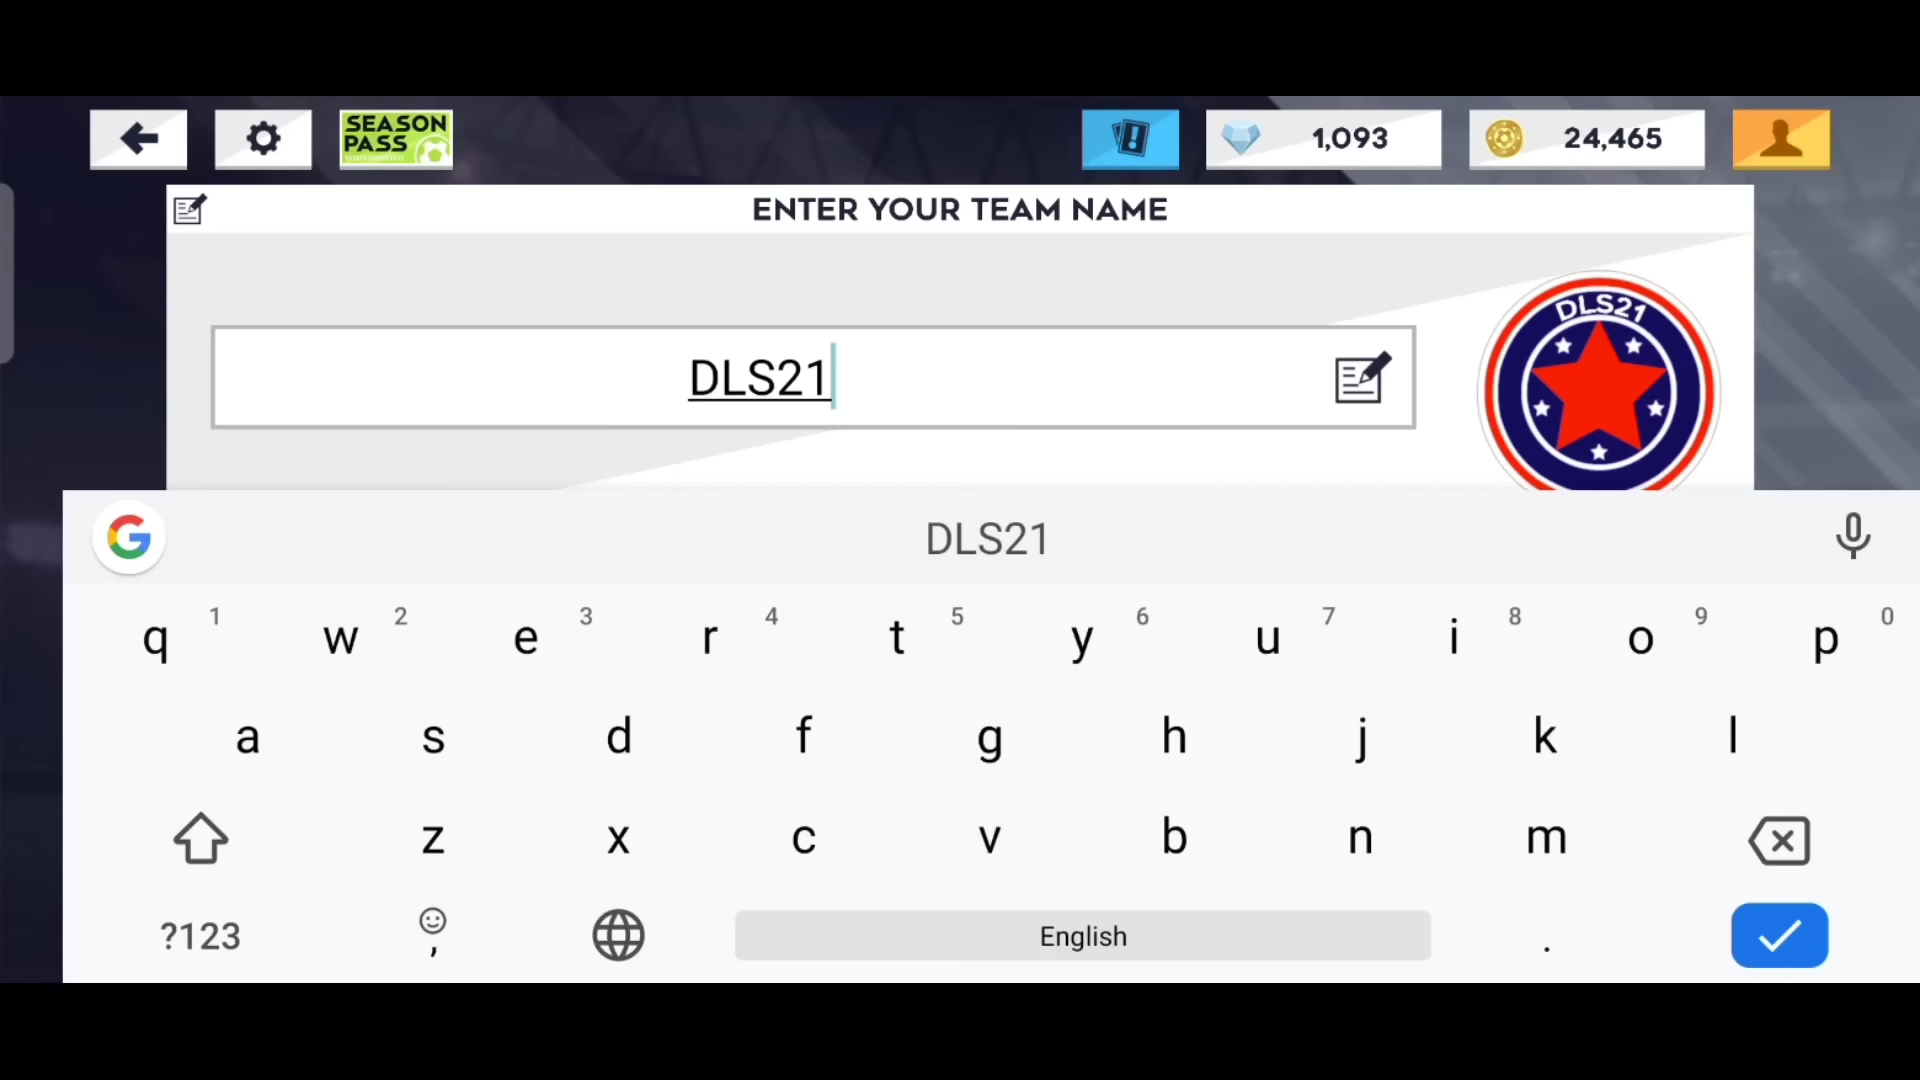 SEASON
PASS
1,093
24,465
ENTER YOUR TEAM NAME
DLS21
DLS21
DLS21
q 1 w 2 e 3 r 4 t 5 y 6 u 7 i 8 o 9 p 0
a s d f g h j k l
z x c v b n m
?123 , English .